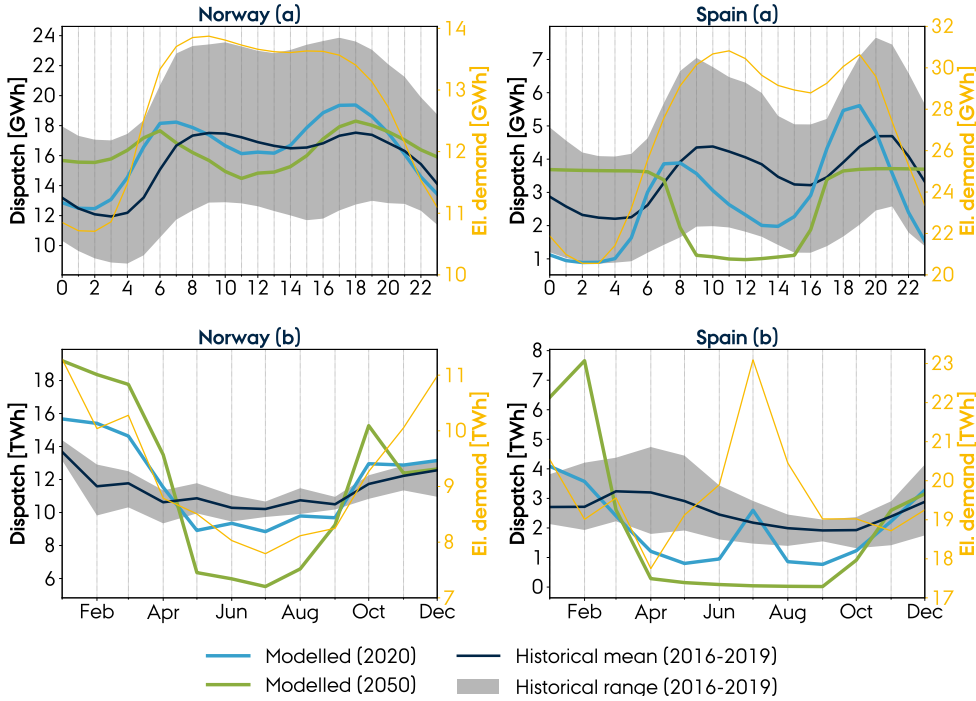 Norway (a)
Spain (a)
Dispatch [GWh]
24
22
20
18
16
14
12
10
0 2 4 6 8 10 12 14 16 18 20 22
14
13
12
11
10
El. demand [GWh]
Dispatch [GWh]
7
6
5
4
3
2
1
0 2 4 6 8 10 12 14 16 18 20 22
32
30
28
26
24
22
20
El. demand [GWh]
Norway (b)
Spain (b)
Dispatch [TWh]
18
16
14
12
10
8
6
Feb Apr Jun Aug Oct Dec
11
10
9
8
7
El. demand [TWh]
Dispatch [TWh]
8
7
6
5
4
3
2
1
0
Feb Apr Jun Aug Oct Dec
23
22
21
20
19
18
17
El. demand [TWh]
Modelled (2020)
Historical mean (2016-2019)
Modelled (2050)
Historical range (2016-2019)